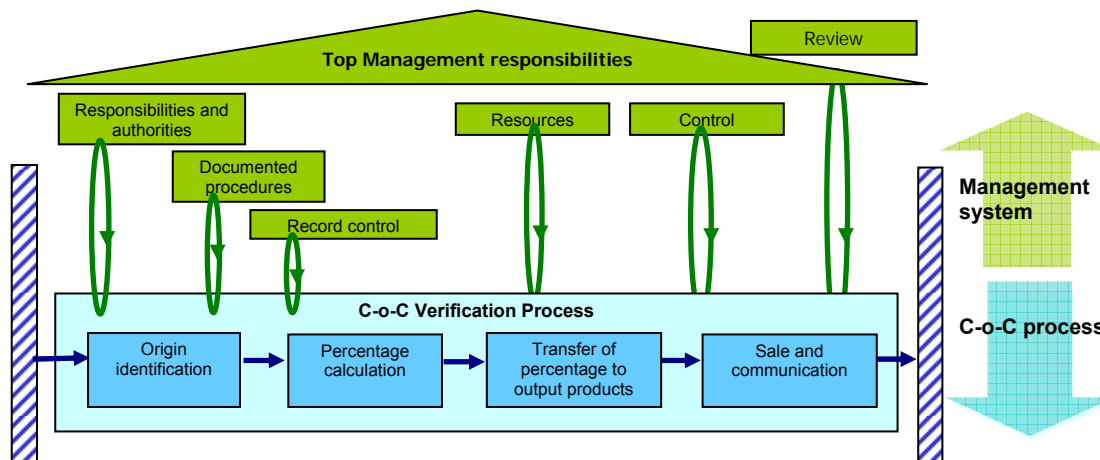 Review
Top Management responsibilities
Responsibilities and
authorities
Resources
Control
Documented
procedures
Record control
Management
system
C-o-C Verification Process
C-o-C process
Origin
identification
Percentage
calculation
Transfer of
percentage to
output products
Sale and
communication